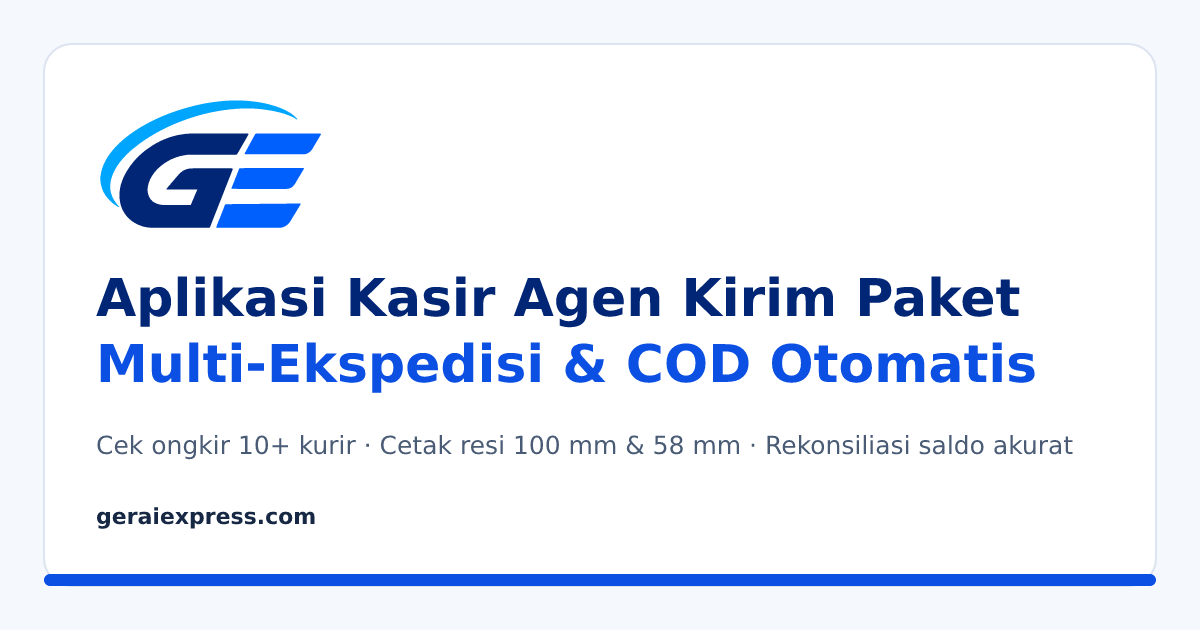 GE
Aplikasi Kasir Agen Kirim Paket
Multi-Ekspedisi & COD Otomatis
Cek ongkir 10+ kurir · Cetak resi 100 mm & 58 mm · Rekonsiliasi saldo akurat
geraiexpress.com